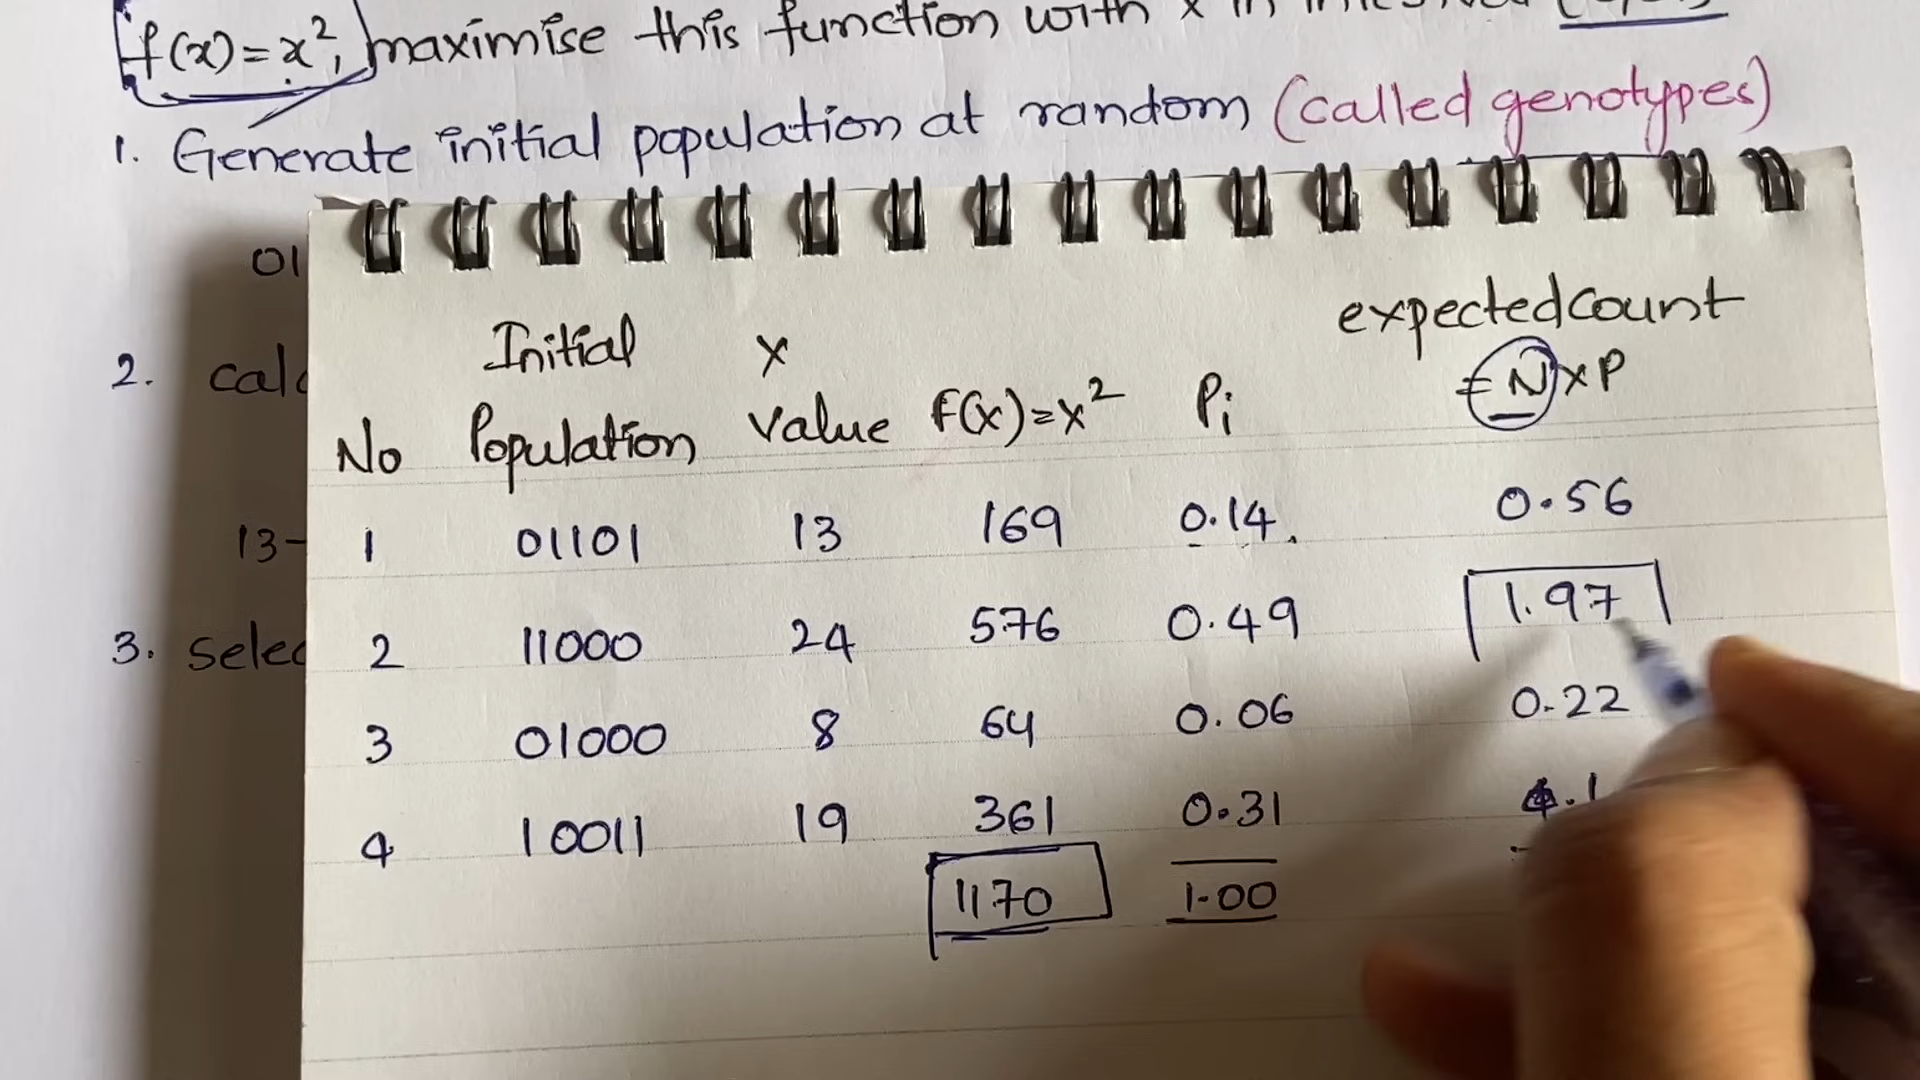 f(x)=x², maximise this function with x in
1. Generate initial population at random (called genotypes)
01
2. calc
13-
3. selec
expected count
= N x P
Initial Population
x Value
No
F(x)=x²
Pi
1 01101 13 169 0.14 0.56
2 11000 24 576 0.49 1.97
3 01000 8 64 0.06 0.22
4 10011 19 361 0.31
1170 1.00